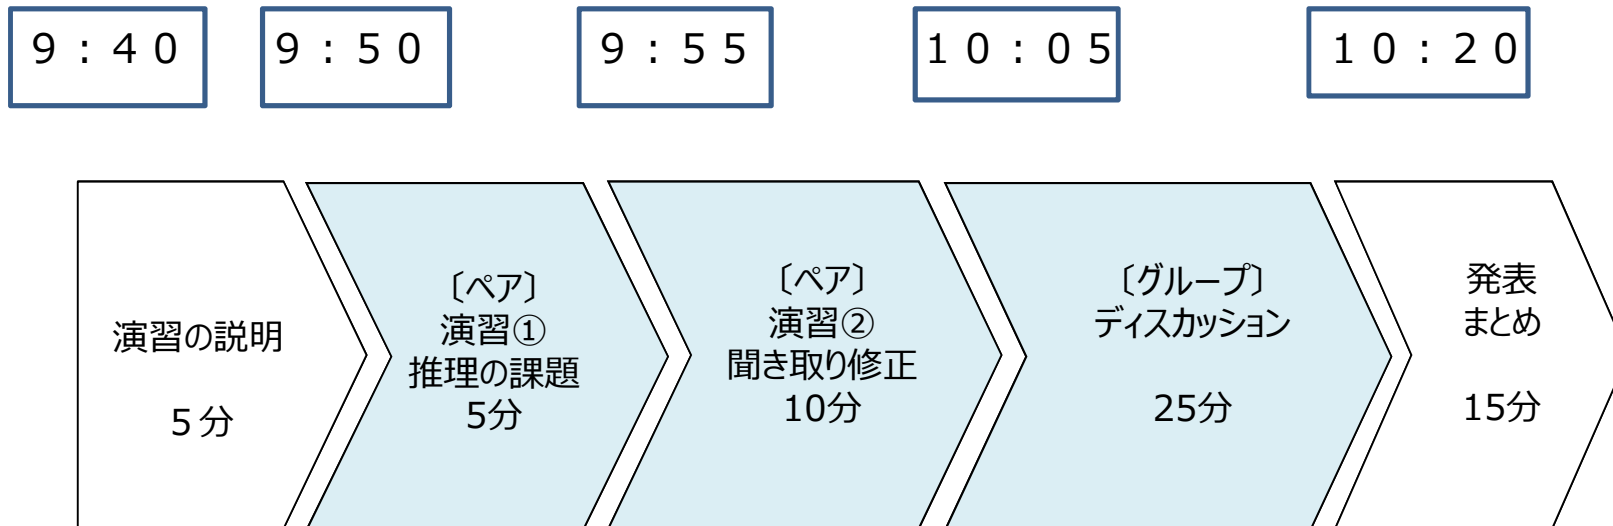 9：40
9：50
9：55
10：05
10：20
演習の説明
5分
〔ペア〕
演習①
推理の課題
5分
〔ペア〕
演習②
聞き取り修正
10分
〔グループ〕
ディスカッション
25分
発表
まとめ
15分